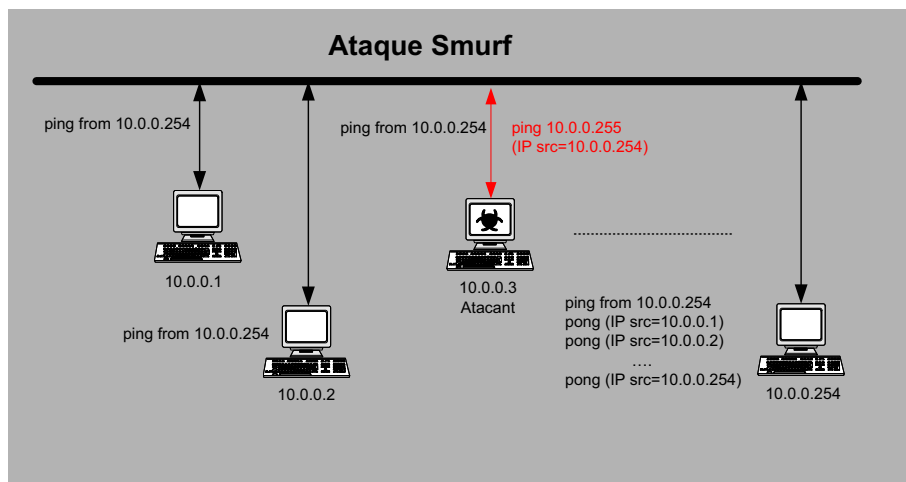 Ataque Smurf
ping from 10.0.0.254
ping from 10.0.0.254
ping 10.0.0.255
(IP src=10.0.0.254)
10.0.0.1
10.0.0.3
Atacant
....................................
ping from 10.0.0.254
10.0.0.2
ping from 10.0.0.254
pong (IP src=10.0.0.1)
pong (IP src=10.0.0.2)
....
pong (IP src=10.0.0.254)
10.0.0.254